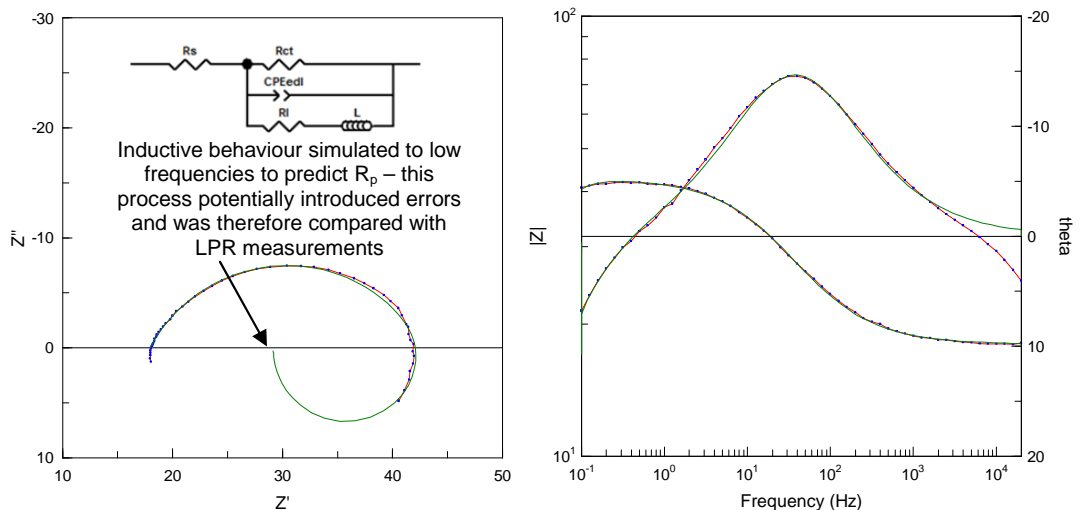 -30
-20
-10
0
10
Z''
10
20
30
40
50
Z'
Rs
Rct
CPEedl
Rl
L
Inductive behaviour simulated to low
frequencies to predict Rp – this
process potentially introduced errors
and was therefore compared with
LPR measurements
10²
10¹
|Z|
10⁻¹
10⁰
10¹
10²
10³
10⁴
Frequency (Hz)
-20
-10
0
10
20
theta